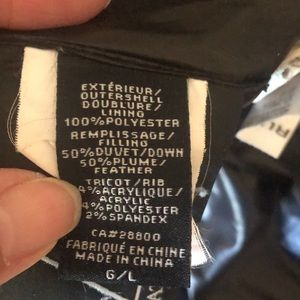 EXTÉRIEUR/
OUTERSHELL
DOUBLURE/
LINING
100%POLYESTER
REMPLISSAGE/
FILLING
50%DUVET/DOWN
50%PLUME/
FEATHER
TRICOT/RIB
4%ACRYLIQUE/
ACRYLIC
4%POLYESTER
2%SPANDEX
CA#28800
FABRIQUÉ EN CHINE
MADE IN CHINA
G/L